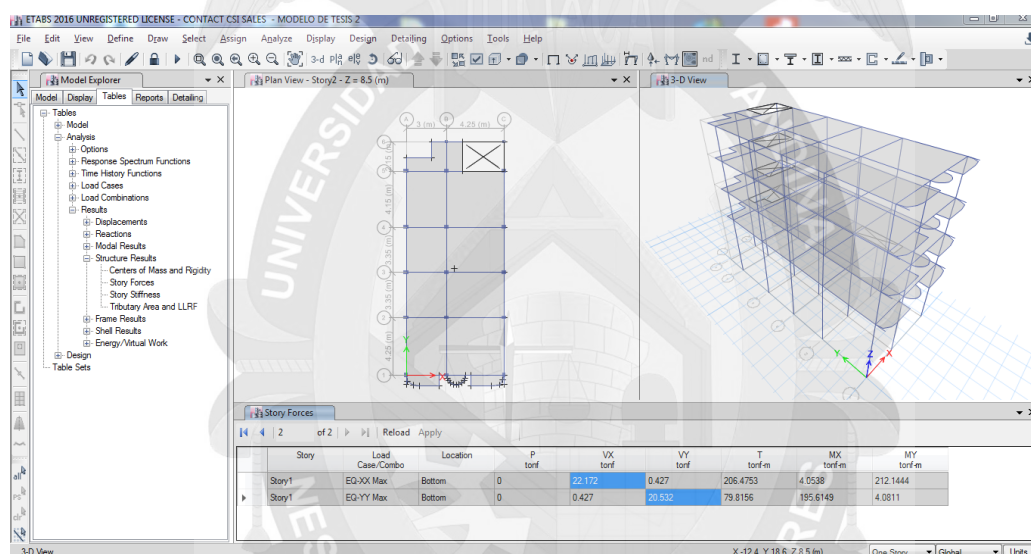 ETABS 2016 UNREGISTERED LICENSE - CONTACT CSI SALES - MODELO DE TESIS 2
File Edit View Define Draw Select Assign Analyze Display Design Detailing Options Tools Help
3-d
nd
Model Explorer
Model Display Tables Reports Detailing
Tables
Model
Analysis
Options
Response Spectrum Functions
Time History Functions
Load Cases
Load Combinations
Results
Displacements
Reactions
Modal Results
Structure Results
Centers of Mass and Rigidity
Story Forces
Story Stiffness
Tributary Area and LLRF
Frame Results
Shell Results
Energy/Virtual Work
Design
Table Sets
all
Plan View - Story2 - Z = 8.5 (m)
A B C
3 (m) 4.25 (m)
4.15 (m)
4
3.35 (m)
3
3.35 (m)
2
4.25 (m)
1
Y
X
3-D View
Y Z X
UNIVERSIDA
Story Forces
2 of 2 Reload Apply
Story Load Case/Combo Location P tonf VX tonf VY tonf T tonf-m MX tonf-m MY tonf-m
Story1 EQ-XX Max Bottom 0 22.172 0.427 206.4753 4.0538 212.1444
Story1 EQ-YY Max Bottom 0 0.427 20.532 79.8156 195.6149 4.0811
3-D View
X -12.4 Y 18.6 Z 8.5 (m) One Story Global Units